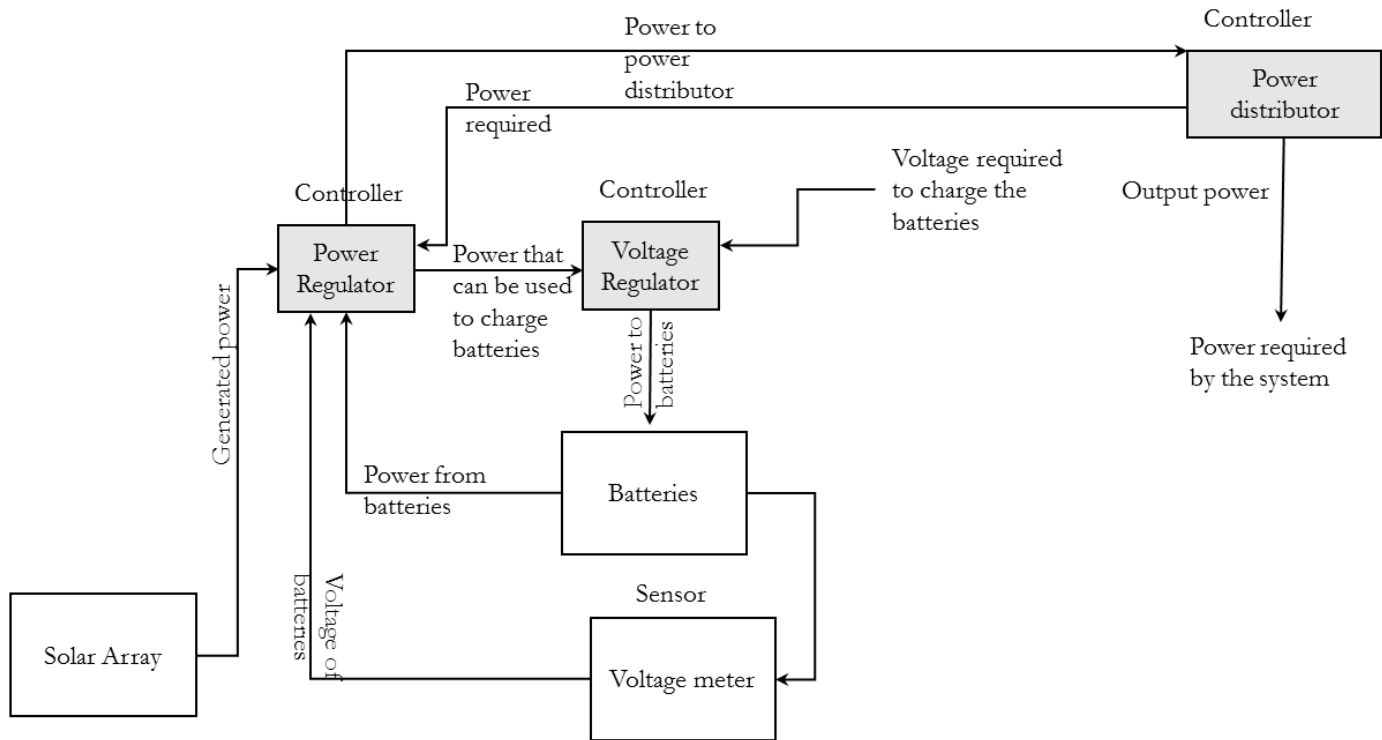 Controller
Power to
power
distributor
Power
distributor
Power
required
Voltage required
to charge the
batteries
Output power
Controller
Controller
Power
Regulator
Power that
can be used
to charge
batteries
Voltage
Regulator
Generated power
Power to
batteries
Power required
by the system
Power from
batteries
Batteries
Voltage of
batteries
Sensor
Solar Array
Voltage meter